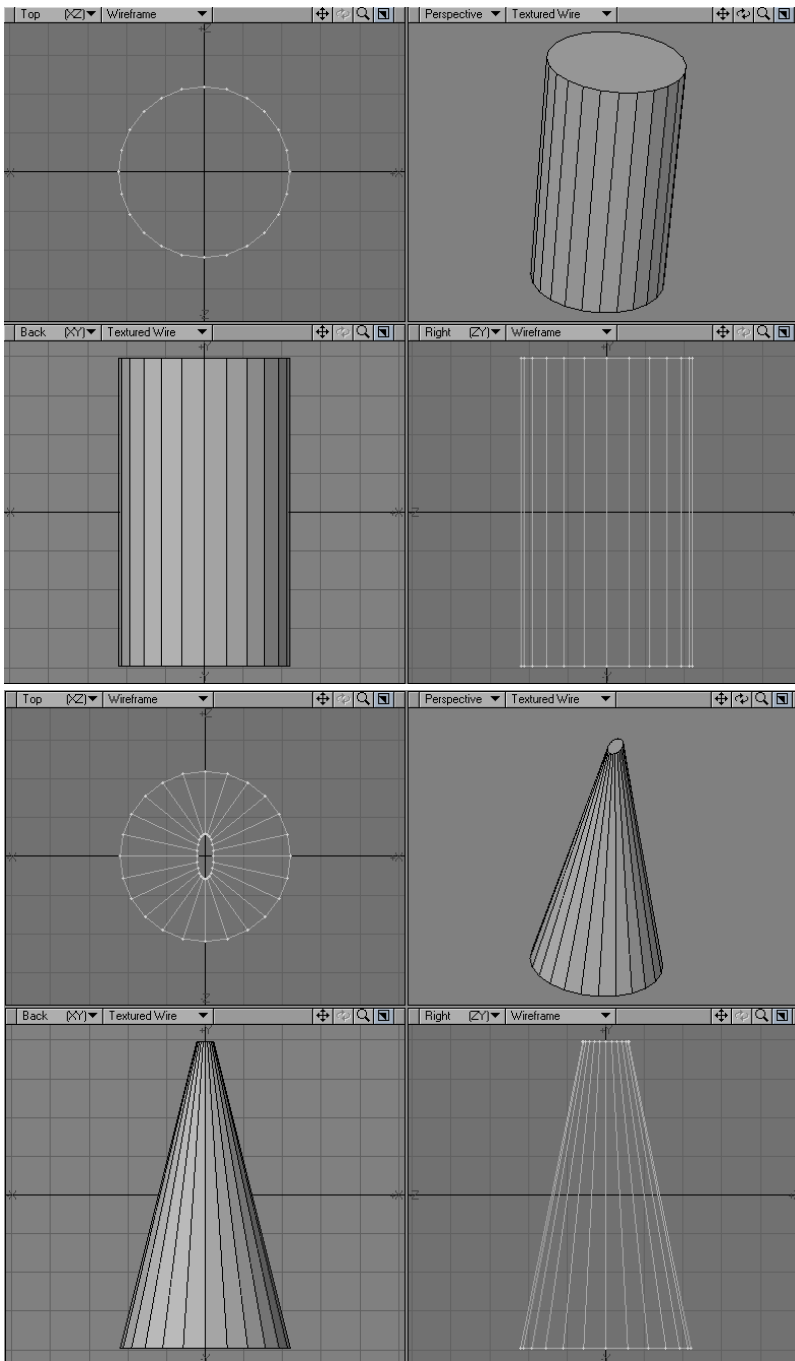 Top (XZ) Wireframe
Perspective Textured Wire
+Z
-X
-Z
Back (XY) Textured Wire
Right (ZY) Wireframe
+Y
+Y
-X
Z
-Y
-Y
Top (XZ) Wireframe
Perspective Textured Wire
+Z
-X
-Z
Back (XY) Textured Wire
Right (ZY) Wireframe
+Y
+Y
-X
Z
-Y
-Y